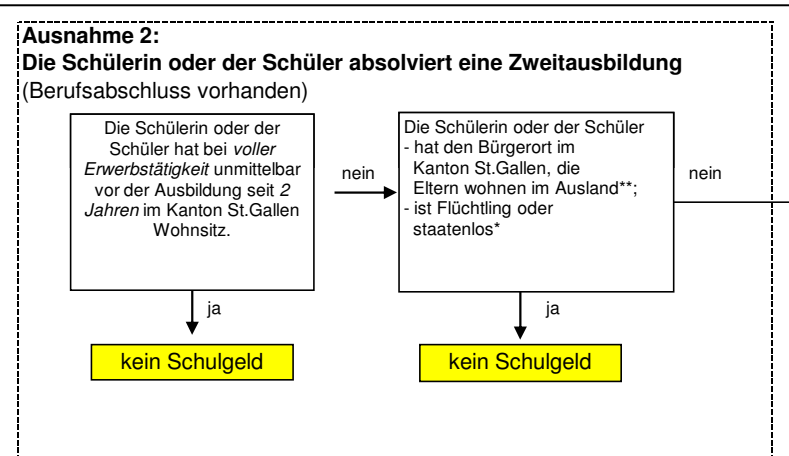 Ausnahme 2:
Die Schülerin oder der Schüler absolviert eine Zweitausbildung
(Berufsabschluss vorhanden)
Die Schülerin oder der
Schüler hat bei voller
Erwerbstätigkeit unmittelbar
vor der Ausbildung seit 2
Jahren im Kanton St.Gallen
Wohnsitz.
nein
Die Schülerin oder der Schüler
- hat den Bürgerort im
Kanton St.Gallen, die
Eltern wohnen im Ausland**;
- ist Flüchtling oder
staatenlos*
nein
ja
ja
kein Schulgeld
kein Schulgeld